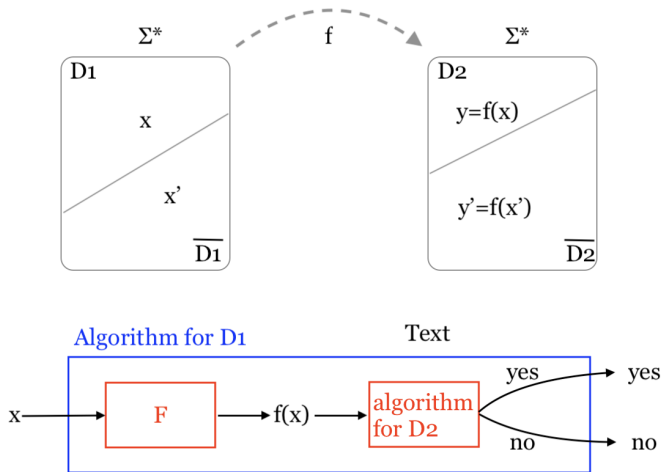 Σ*
f
Σ*
D1
D2
x
y=f(x)
x’
y’=f(x’)
D1
D2
Algorithm for D1
Text
yes
yes
x
F
f(x)
algorithm
for D2
no
no